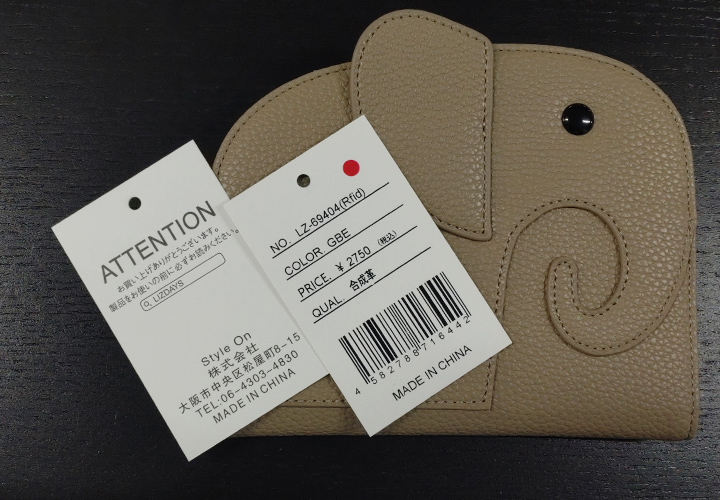 ATTENTION
お買い上げありがとうございます。
製品をお使いの前に必ずお読みください。
LIZDAYS
Style On
株式会社
大阪市中央区松屋町8-15
TEL:06-4303-4830
MADE IN CHINA
NO. LZ-69404(Rfid)
COLOR. GBE
PRICE. ¥ 2750 (税込)
QUAL. 合成革
4 582788 716442
MADE IN CHINA